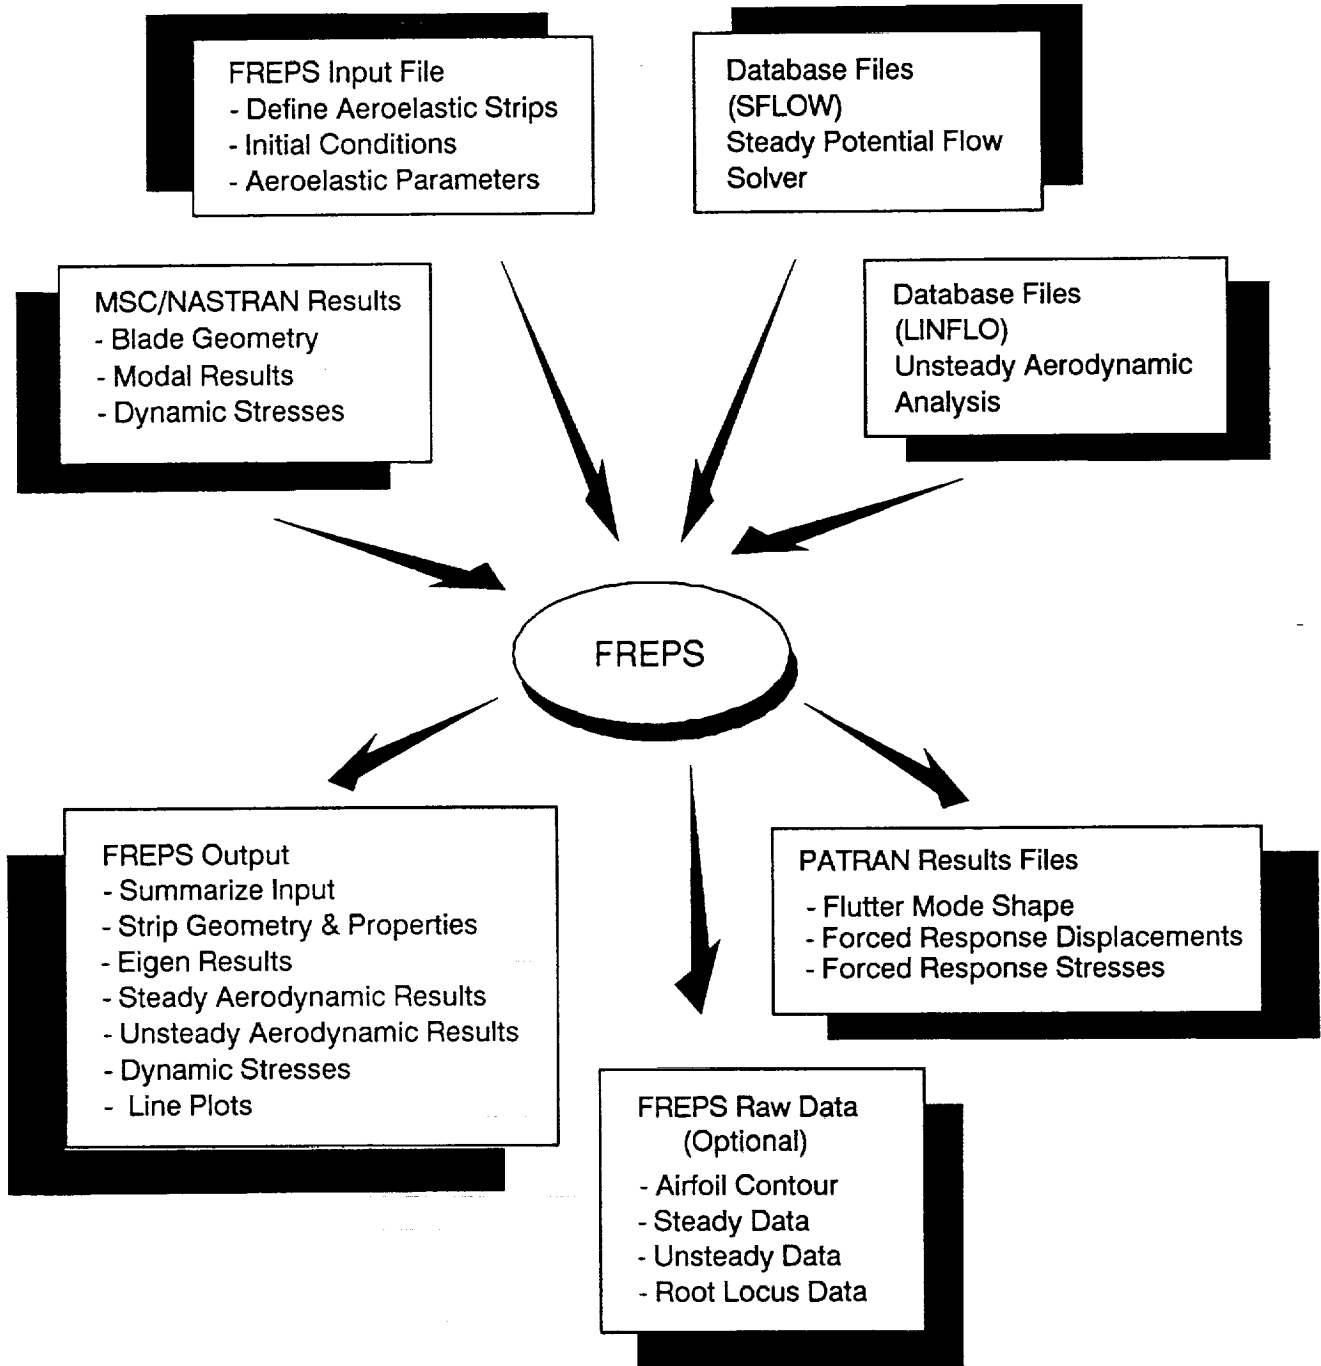 FREPS Input File
- Define Aeroelastic Strips
- Initial Conditions
- Aeroelastic Parameters
Database Files
(SFLOW)
Steady Potential Flow
Solver
MSC/NASTRAN Results
- Blade Geometry
- Modal Results
- Dynamic Stresses
Database Files
(LINFLO)
Unsteady Aerodynamic
Analysis
FREPS
FREPS Output
- Summarize Input
- Strip Geometry & Properties
- Eigen Results
- Steady Aerodynamic Results
- Unsteady Aerodynamic Results
- Dynamic Stresses
- Line Plots
PATRAN Results Files
- Flutter Mode Shape
- Forced Response Displacements
- Forced Response Stresses
FREPS Raw Data
(Optional)
- Airfoil Contour
- Steady Data
- Unsteady Data
- Root Locus Data